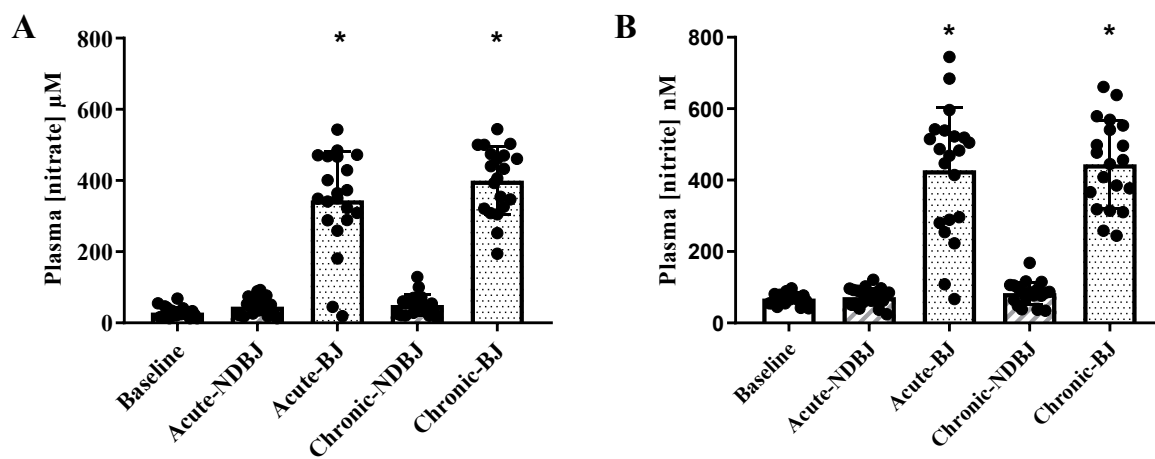 A
Plasma [nitrate] µM
800
600
400
200
0
* *
Baseline
Acute-NDBJ
Acute-BJ
Chronic-NDBJ
Chronic-BJ
B
Plasma [nitrite] nM
800
600
400
200
0
* *
Baseline
Acute-NDBJ
Acute-BJ
Chronic-NDBJ
Chronic-BJ